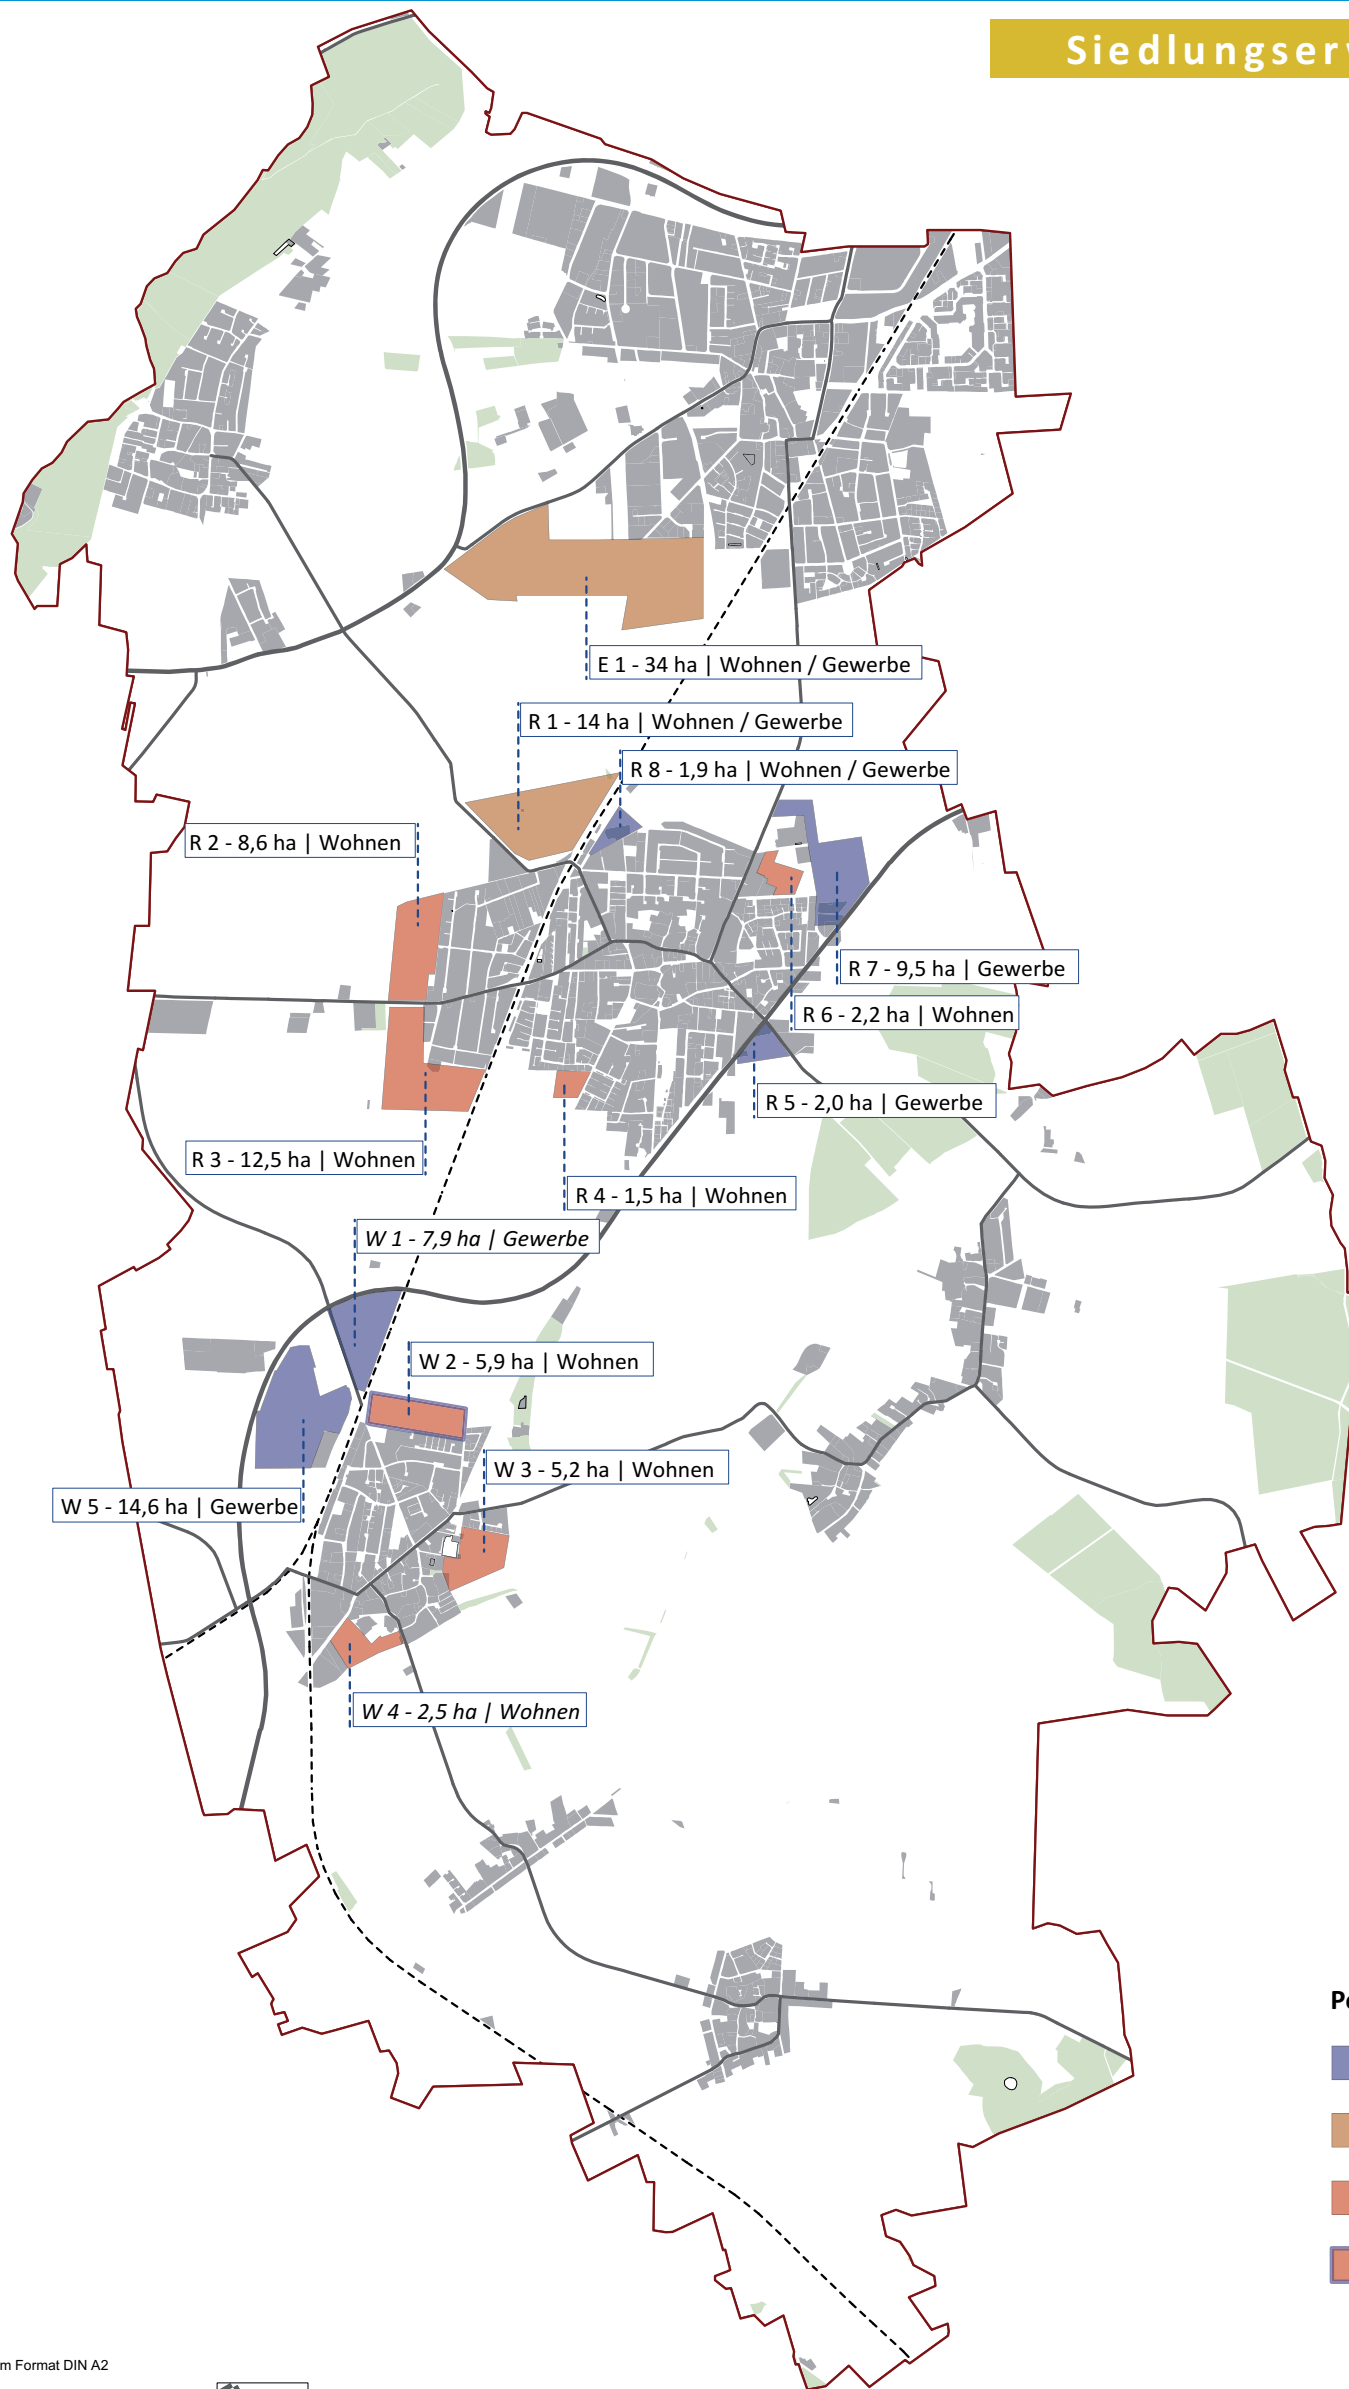 E 1 - 34 ha | Wohnen / Gewerbe
R 1 - 14 ha | Wohnen / Gewerbe
R 8 - 1,9 ha | Wohnen / Gewerbe
R 2 - 8,6 ha | Wohnen
R 7 - 9,5 ha | Gewerbe
R 6 - 2,2 ha | Wohnen
R 5 - 2,0 ha | Gewerbe
R 3 - 12,5 ha | Wohnen
R 4 - 1,5 ha | Wohnen
W 1 - 7,9 ha | Gewerbe
W 2 - 5,9 ha | Wohnen
W 3 - 5,2 ha | Wohnen
W 5 - 14,6 ha | Gewerbe
W 4 - 2,5 ha | Wohnen
m Format DIN A2